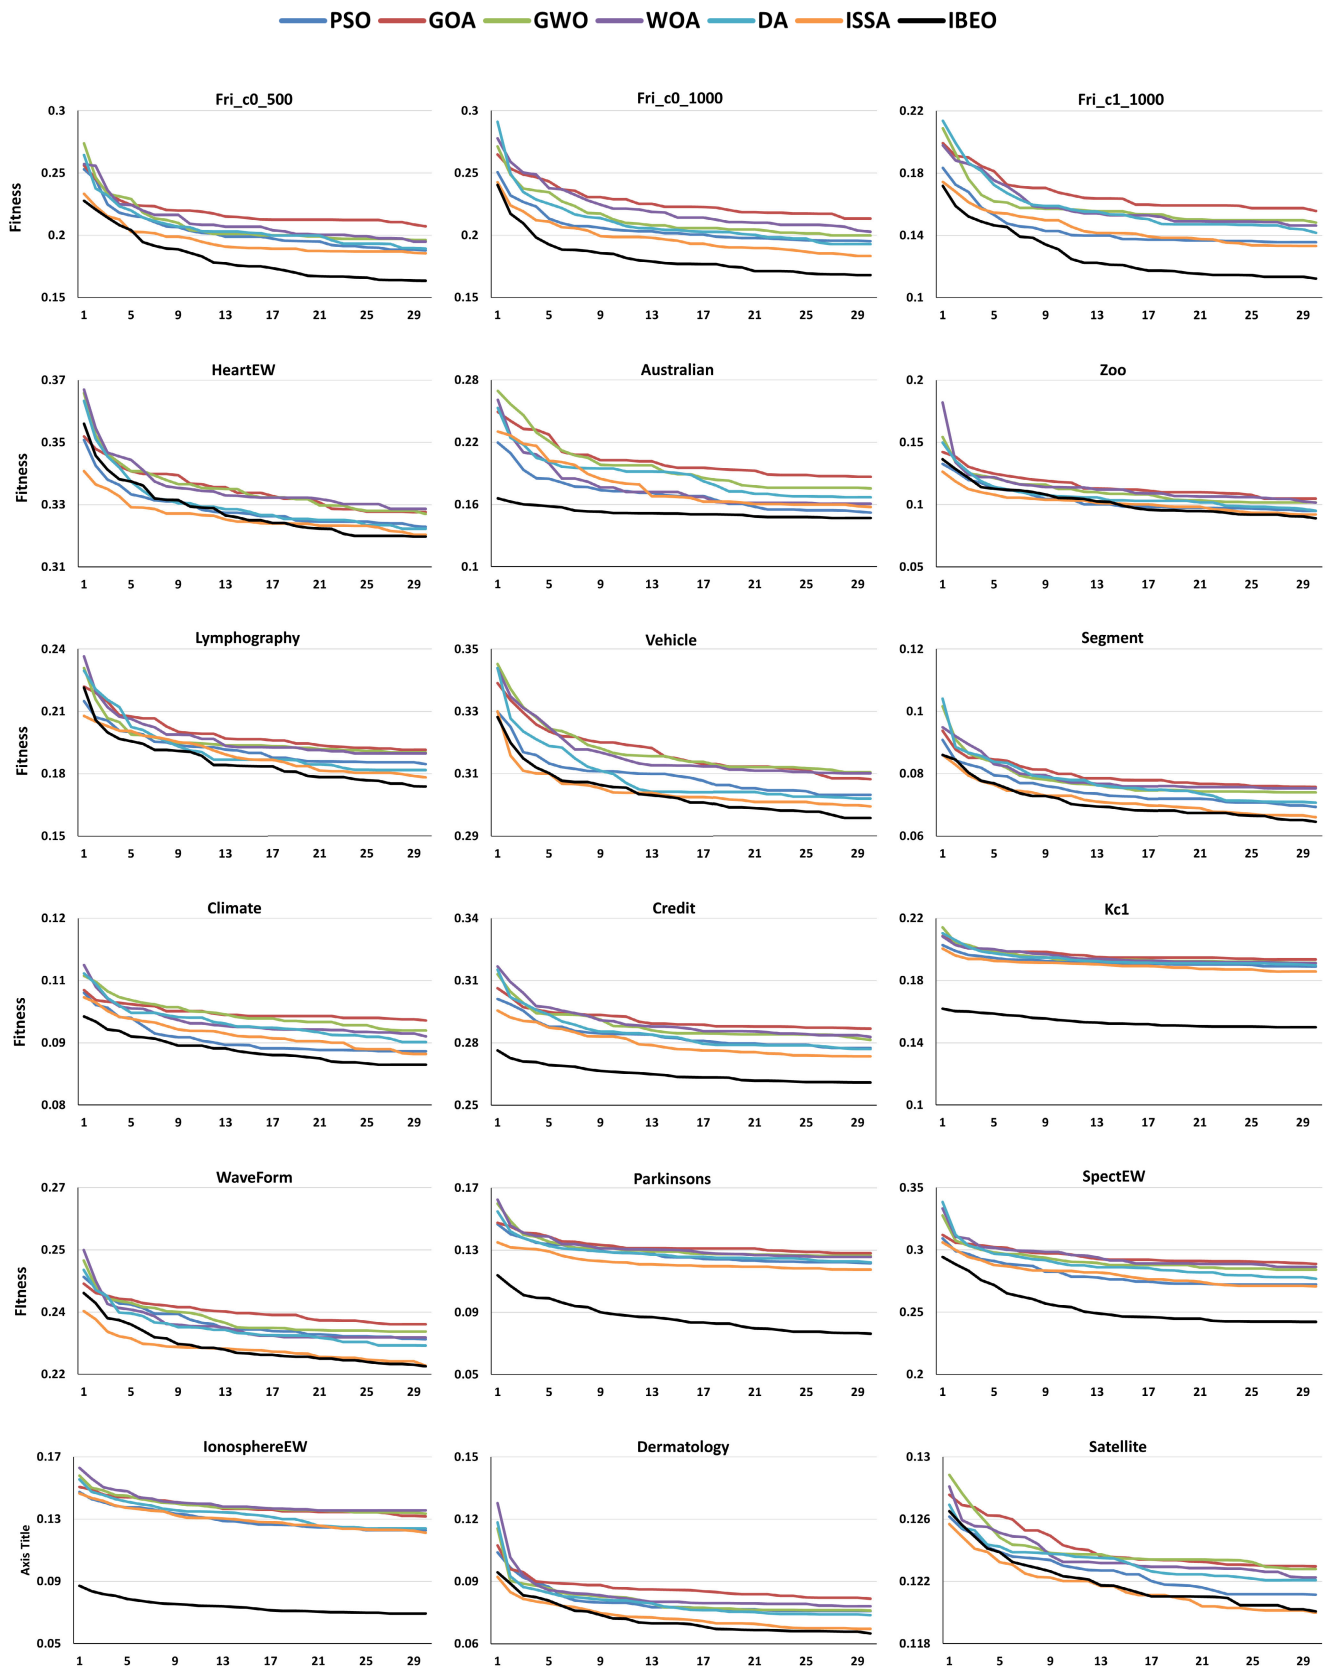 PSO GOA GWO WOA DA ISSA IBEO
Fri_c0_500 Fri_c0_1000 Fri_c1_1000
Fitness
0.3 0.25 0.2 0.15
0.3 0.25 0.2 0.15
0.22 0.18 0.14 0.1
1 5 9 13 17 21 25 29
1 5 9 13 17 21 25 29
1 5 9 13 17 21 25 29
HeartEW Australian Zoo
Fitness
0.37 0.35 0.33 0.31
0.28 0.22 0.16 0.1
0.2 0.15 0.1 0.05
1 5 9 13 17 21 25 29
1 5 9 13 17 21 25 29
1 5 9 13 17 21 25 29
Lymphography Vehicle Segment
Fitness
0.24 0.21 0.18 0.15
0.35 0.33 0.31 0.29
0.12 0.1 0.08 0.06
1 5 9 13 17 21 25 29
1 5 9 13 17 21 25 29
1 5 9 13 17 21 25 29
Climate Credit Kc1
Fitness
0.12 0.11 0.09 0.08
0.34 0.31 0.28 0.25
0.22 0.18 0.14 0.1
1 5 9 13 17 21 25 29
1 5 9 13 17 21 25 29
1 5 9 13 17 21 25 29
WaveForm Parkinsons SpectEW
FItness
0.27 0.25 0.24 0.22
0.17 0.13 0.09 0.05
0.35 0.3 0.25 0.2
1 5 9 13 17 21 25 29
1 5 9 13 17 21 25 29
1 5 9 13 17 21 25 29
IonosphereEW Dermatology Satellite
Axis Title
0.17 0.13 0.09 0.05
0.15 0.12 0.09 0.06
0.13 0.126 0.122 0.118
1 5 9 13 17 21 25 29
1 5 9 13 17 21 25 29
1 5 9 13 17 21 25 29